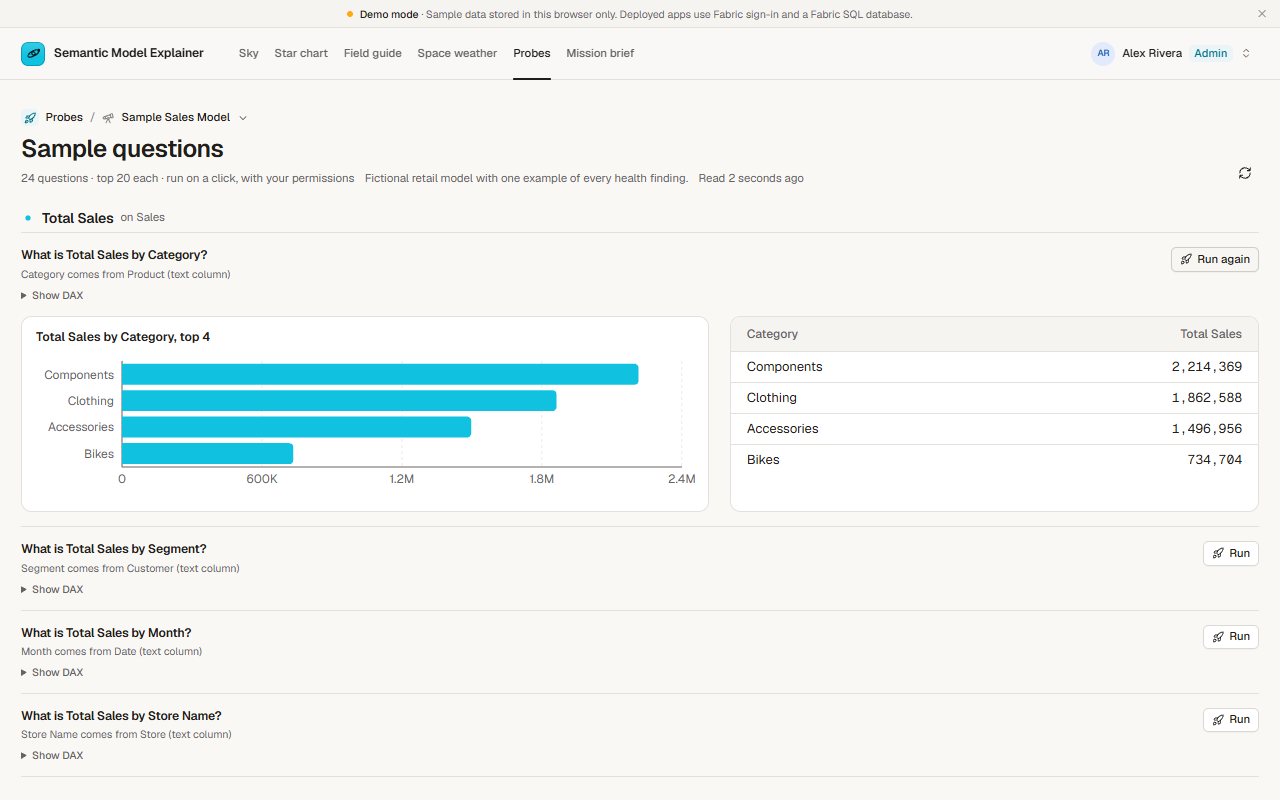 Demo mode · Sample data stored in this browser only. Deployed apps use Fabric sign-in and a Fabric SQL database.
Semantic Model Explainer
Sky
Star chart
Field guide
Space weather
Probes
Mission brief
AR
Alex Rivera
Admin
Probes / Sample Sales Model
Sample questions
24 questions · top 20 each · run on a click, with your permissions Fictional retail model with one example of every health finding. Read 2 seconds ago
Total Sales on Sales
What is Total Sales by Category?
Category comes from Product (text column)
Show DAX
Run again
Total Sales by Category, top 4
Components
Clothing
Accessories
Bikes
0 600K 1.2M 1.8M 2.4M
Category Total Sales
Components 2,214,369
Clothing 1,862,588
Accessories 1,496,956
Bikes 734,704
What is Total Sales by Segment?
Segment comes from Customer (text column)
Show DAX
Run
What is Total Sales by Month?
Month comes from Date (text column)
Show DAX
Run
What is Total Sales by Store Name?
Store Name comes from Store (text column)
Show DAX
Run